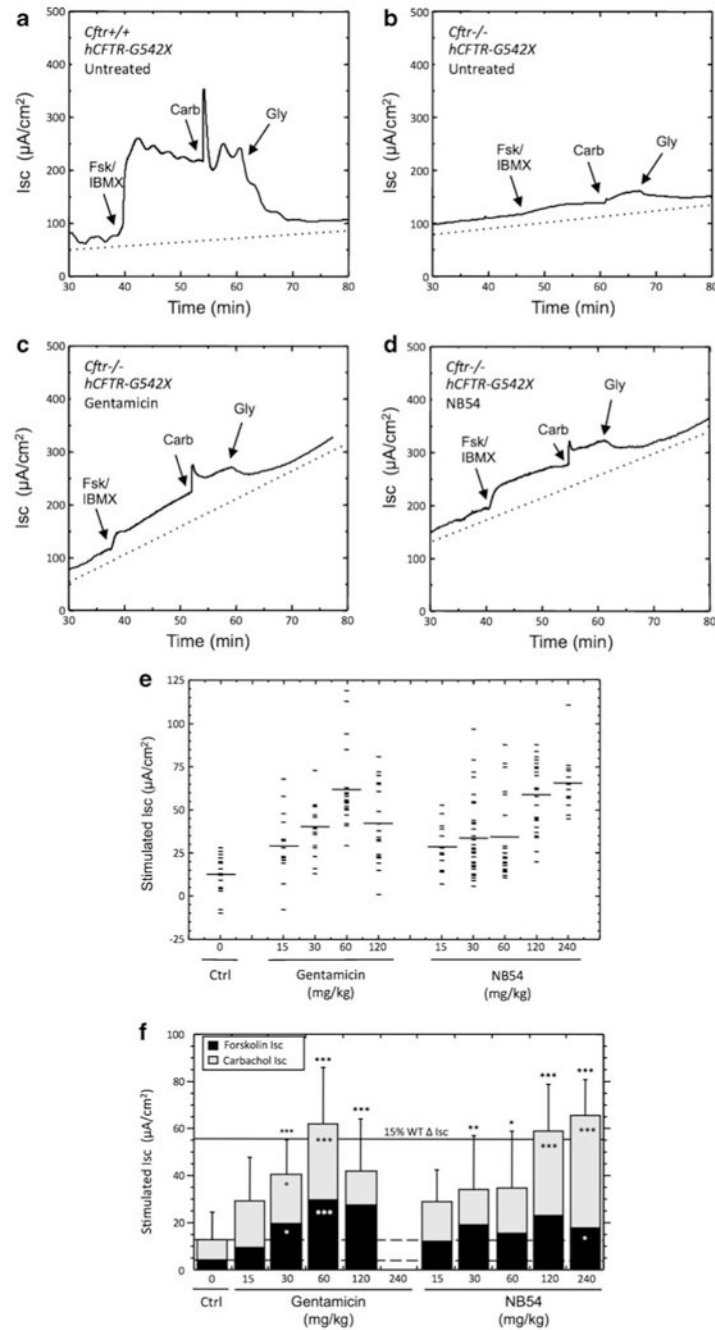 a
Cftr+/+
hCFTR-G542X
Untreated
Fsk/
IBMX
Carb
Gly
Isc (µA/cm²)
500
400
300
200
100
0
30 40 50 60 70 80
Time (min)
b
Cftr-/-
hCFTR-G542X
Untreated
Fsk/
IBMX
Carb
Gly
Isc (µA/cm²)
500
400
300
200
100
0
30 40 50 60 70 80
Time (min)
c
Cftr-/-
hCFTR-G542X
Gentamicin
Fsk/
IBMX
Carb
Gly
Isc (µA/cm²)
500
400
300
200
100
0
30 40 50 60 70 80
Time (min)
d
Cftr-/-
hCFTR-G542X
NB54
Fsk/
IBMX
Carb
Gly
Isc (µA/cm²)
500
400
300
200
100
0
30 40 50 60 70 80
Time (min)
e
Stimulated Isc (µA/cm²)
125
100
75
50
25
0
-25
0 15 30 60 120 15 30 60 120 240
Ctrl Gentamicin NB54
(mg/kg) (mg/kg)
f
Forskolin Isc
Carbachol Isc
Stimulated Isc (µA/cm²)
100
80
60
40
20
0
*** *** *** ** * *** ***
15% WT Δ Isc
*** *** ***
*
* *** *
0 15 30 60 120 240 15 30 60 120 240
Ctrl Gentamicin NB54
(mg/kg) (mg/kg)